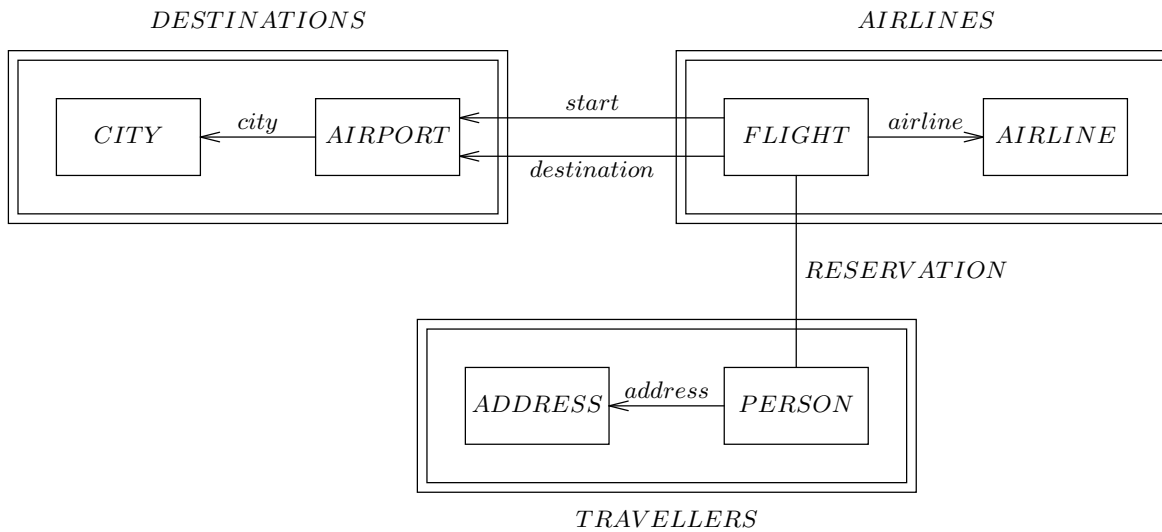 DESTINATIONS
AIRLINES
start
CITY
city
AIRPORT
FLIGHT
airline
AIRLINE
destination
RESERVATION
ADDRESS
address
PERSON
TRAVELLERS